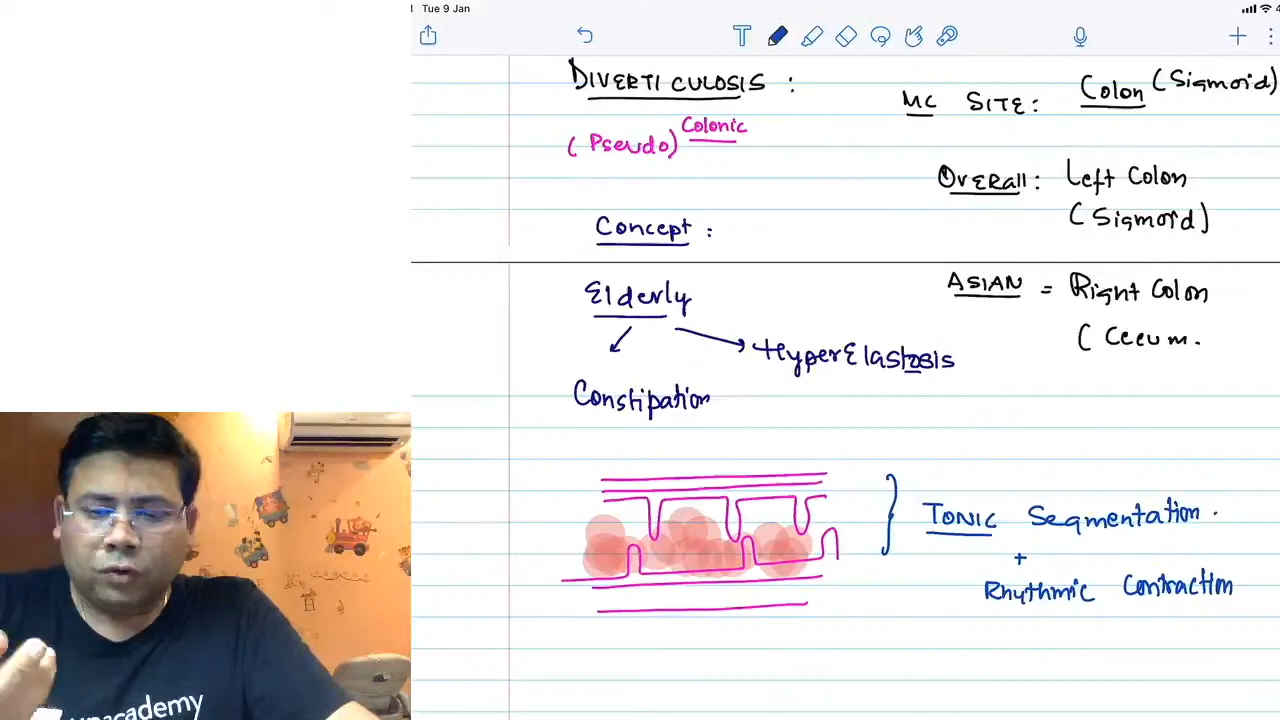 Tue 9 Jan
DIVERTICULOSIS :
(Pseudo) Colonic
MC SITE: Colon (Sigmoid)
OVERall: Left Colon
(Sigmoid)
Concept :
Elderly
HyperElastosis
Constipation
ASIAN = Right Colon
(Cecum.
TONIC Segmentation.
+
Rhythmic Contraction
academy